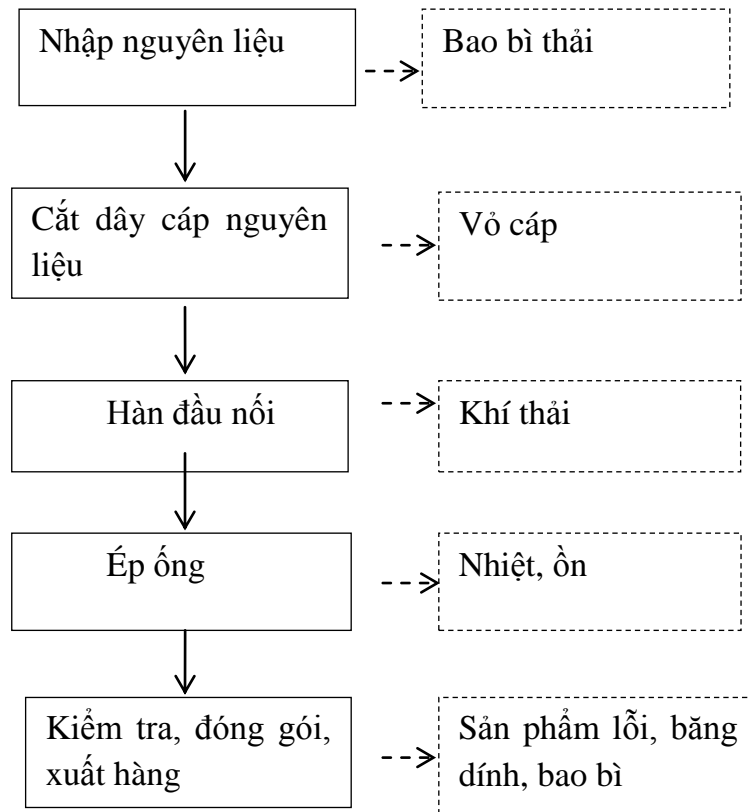 Nhập nguyên liệu
Bao bì thải
Cắt dây cáp nguyên
liệu
Vỏ cáp
Hàn đầu nối
Khí thải
Ép ống
Nhiệt, ồn
Kiểm tra, đóng gói,
xuất hàng
Sản phẩm lỗi, băng
dính, bao bì